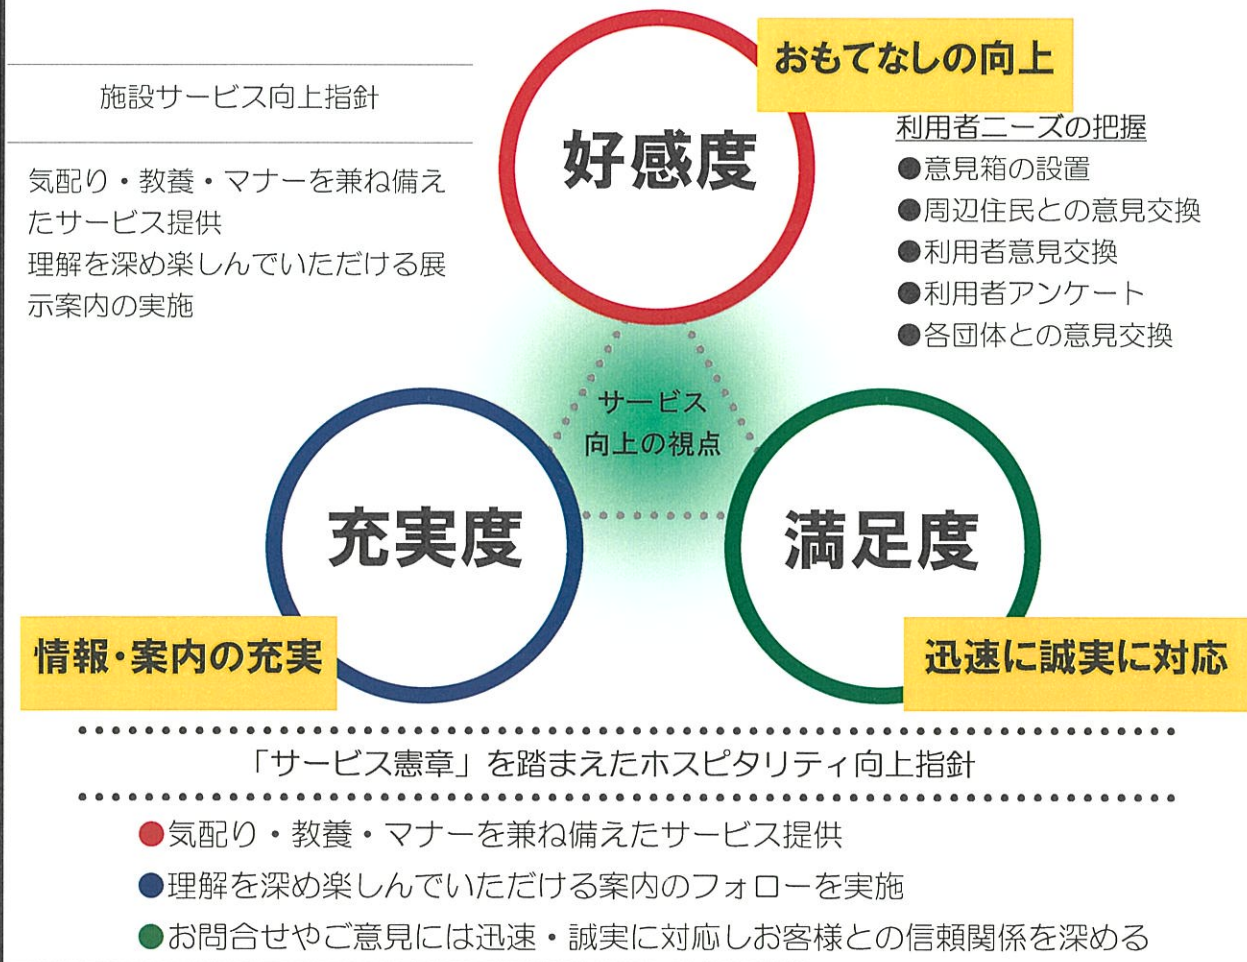 おもてなしの向上
施設サービス向上指針
好感度
利用者ニーズの把握
●意見箱の設置
●周辺住民との意見交換
●利用者意見交換
●利用者アンケート
●各団体との意見交換
気配り・教養・マナーを兼ね備え
たサービス提供
理解を深め楽しんでいただける展
示案内の実施
サービス
向上の視点
充実度
満足度
情報・案内の充実
迅速に誠実に対応
「サービス憲章」を踏まえたホスピタリティ向上指針
●気配り・教養・マナーを兼ね備えたサービス提供
●理解を深め楽しんでいただける案内のフォローを実施
●お問合せやご意見には迅速・誠実に対応しお客様との信頼関係を深める